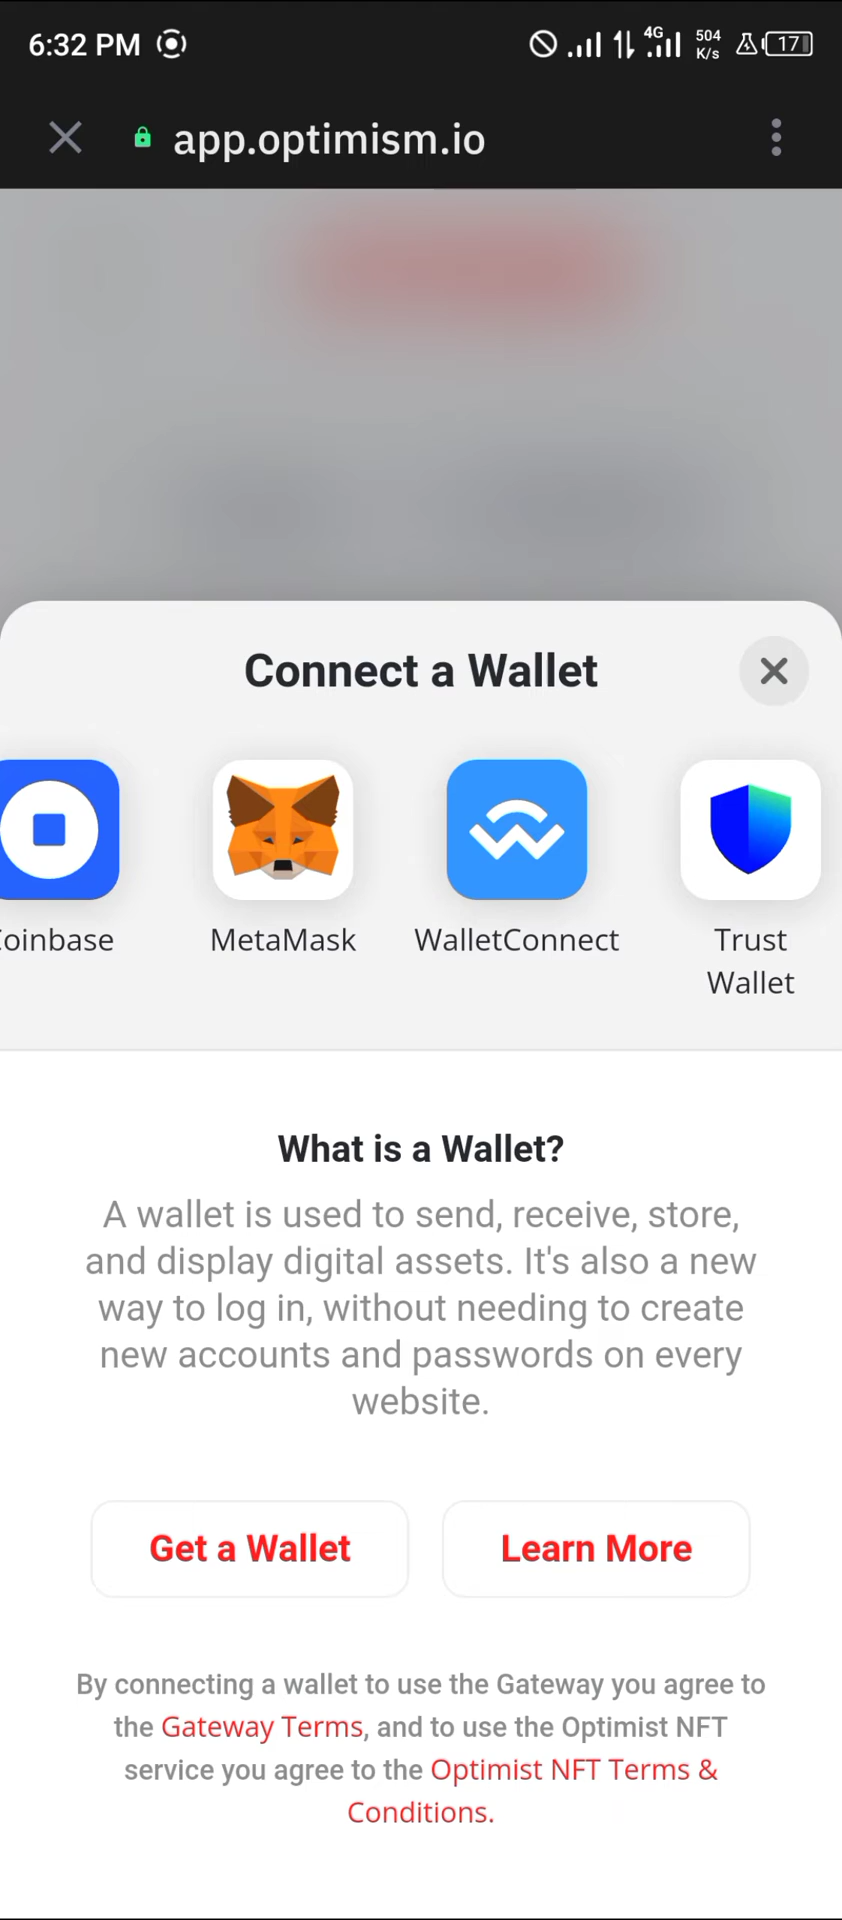 6:32 PM
4G
504
K/s
17
app.optimism.io
Connect a Wallet
oinbase
MetaMask
WalletConnect
Trust
Wallet
What is a Wallet?
A wallet is used to send, receive, store,
and display digital assets. It's also a new
way to log in, without needing to create
new accounts and passwords on every
website.
Get a Wallet
Learn More
By connecting a wallet to use the Gateway you agree to
the Gateway Terms, and to use the Optimist NFT
service you agree to the Optimist NFT Terms &
Conditions.